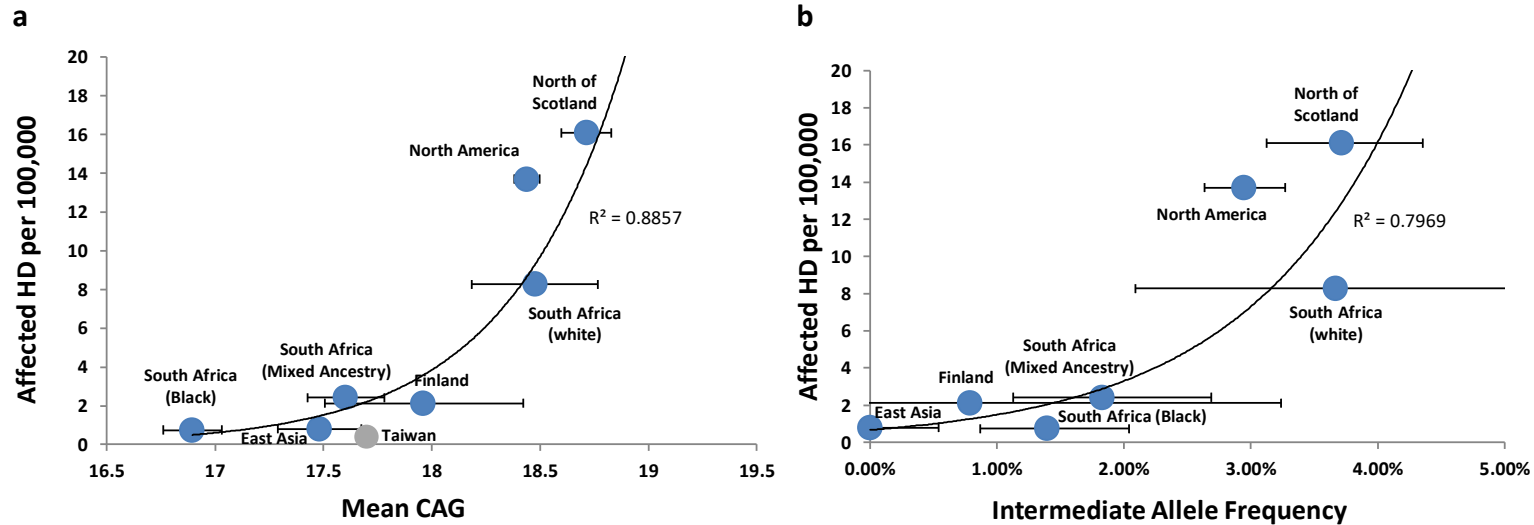 a
Affected HD per 100,000
20
18
16
14
12
10
8
6
4
2
0
North of
Scotland
North America
R² = 0.8857
South Africa
(white)
South Africa
(Mixed Ancestry)
Finland
South Africa
(Black)
East Asia
Taiwan
16.5
17
17.5
18
18.5
19
19.5
Mean CAG
b
Affected HD per 100,000
20
18
16
14
12
10
8
6
4
2
0
North of
Scotland
North America
R² = 0.7969
South Africa
(white)
South Africa
(Mixed Ancestry)
Finland
East Asia
South Africa (Black)
0.00%
1.00%
2.00%
3.00%
4.00%
5.00%
Intermediate Allele Frequency